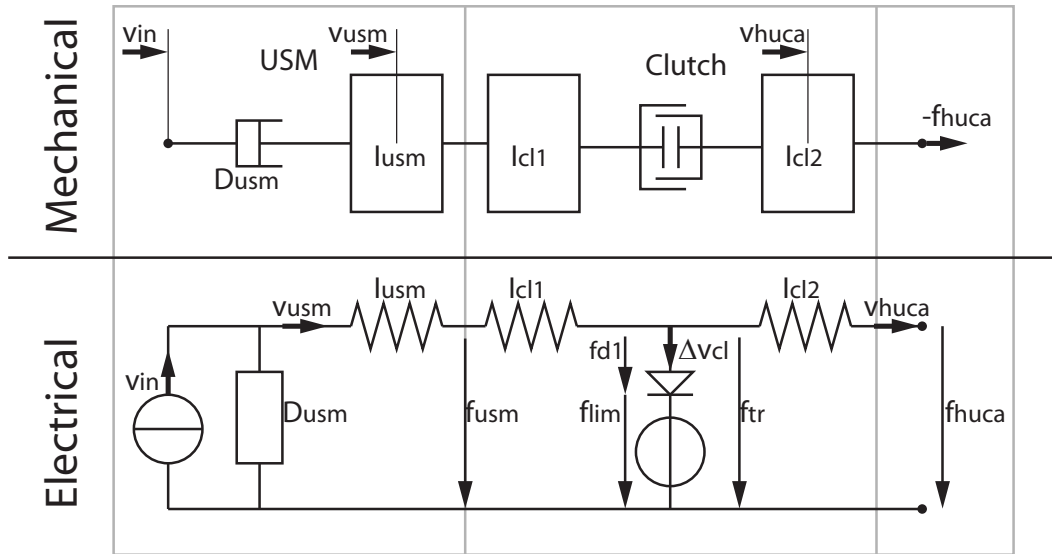 Mechanical
vin
USM
vusm
Clutch
vhuca
-fhuca
Iusm
Icl1
Icl2
Dusm
Electrical
Iusm
Icl1
Icl2
vusm
vhuca
vin
Dusm
fusm
fd1
Δvcl
flim
ftr
fhuca